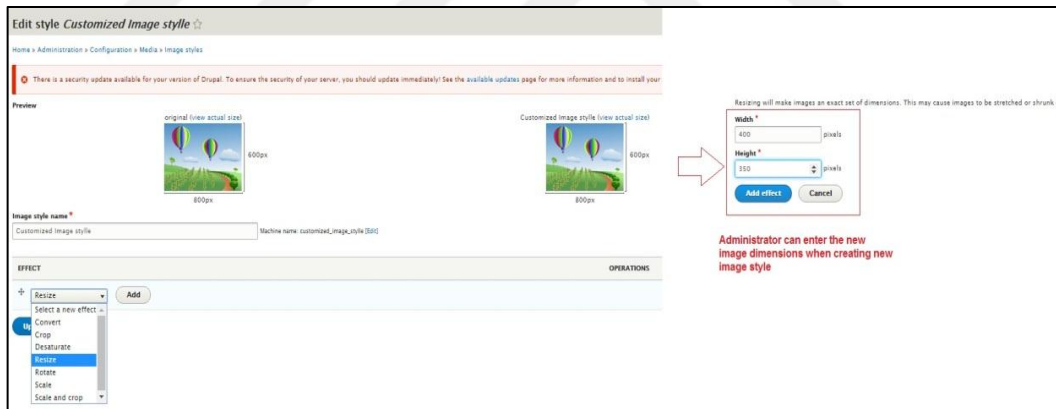 Edit style Customized Image stylle
Home » Administration » Configuration » Media » Image styles
There is a security update available for your version of Drupal. To ensure the security of your server, you should update immediately! See the available updates page for more information and to install your
Preview
original (view actual size)
600px
800px
Customized Image stylle (view actual size)
600px
800px
Image style name *
Customized Image stylle
Machine name: customized_image_stylle [Edit]
EFFECT
OPERATIONS
Resize
Add
Select a new effect
Convert
Crop
Desaturate
Resize
Rotate
Scale
Scale and crop
Resizing will make images an exact set of dimensions. This may cause images to be stretched or shrunk
Width *
400 pixels
Height *
350 pixels
Add effect
Cancel
Administrator can enter the new
image dimensions when creating new
image style